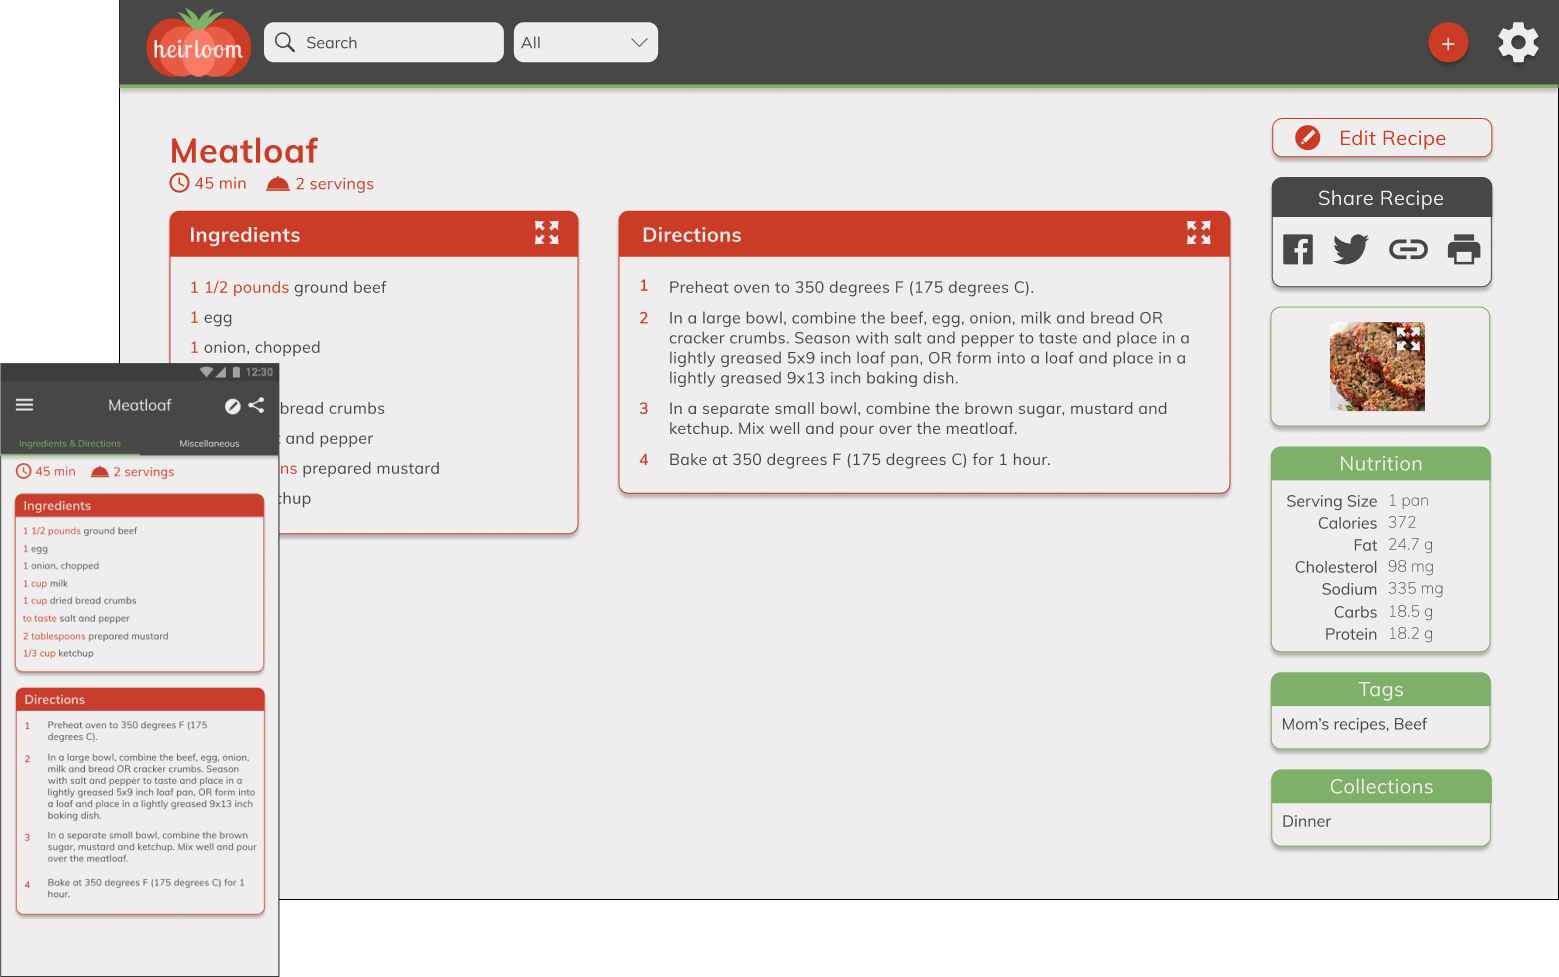 heirloom
Search
All
+
Meatloaf
45 min
2 servings
Ingredients
1 1/2 pounds ground beef
1 egg
1 onion, chopped
bread crumbs
and pepper
ns prepared mustard
chup
Directions
1 Preheat oven to 350 degrees F (175 degrees C).
2 In a large bowl, combine the beef, egg, onion, milk and bread OR
cracker crumbs. Season with salt and pepper to taste and place in a
lightly greased 5x9 inch loaf pan, OR form into a loaf and place in a
lightly greased 9x13 inch baking dish.
3 In a separate small bowl, combine the brown sugar, mustard and
ketchup. Mix well and pour over the meatloaf.
4 Bake at 350 degrees F (175 degrees C) for 1 hour.
Edit Recipe
Share Recipe
Nutrition
Serving Size 1 pan
Calories 372
Fat 24.7 g
Cholesterol 98 mg
Sodium 335 mg
Carbs 18.5 g
Protein 18.2 g
Tags
Mom's recipes, Beef
Collections
Dinner
12:30
Meatloaf
Ingredients & Directions
Miscellaneous
45 min
2 servings
Ingredients
1 1/2 pounds ground beef
1 egg
1 onion, chopped
1 cup milk
1 cup dried bread crumbs
to taste salt and pepper
2 tablespoons prepared mustard
1/3 cup ketchup
Directions
1 Preheat oven to 350 degrees F (175
degrees C).
2 In a large bowl, combine the beef, egg, onion,
milk and bread OR cracker crumbs. Season
with salt and pepper to taste and place in a
lightly greased 5x9 inch loaf pan, OR form into
a loaf and place in a lightly greased 9x13 inch
baking dish.
3 In a separate small bowl, combine the brown
sugar, mustard and ketchup. Mix well and pour
over the meatloaf.
4 Bake at 350 degrees F (175 degrees C) for 1
hour.